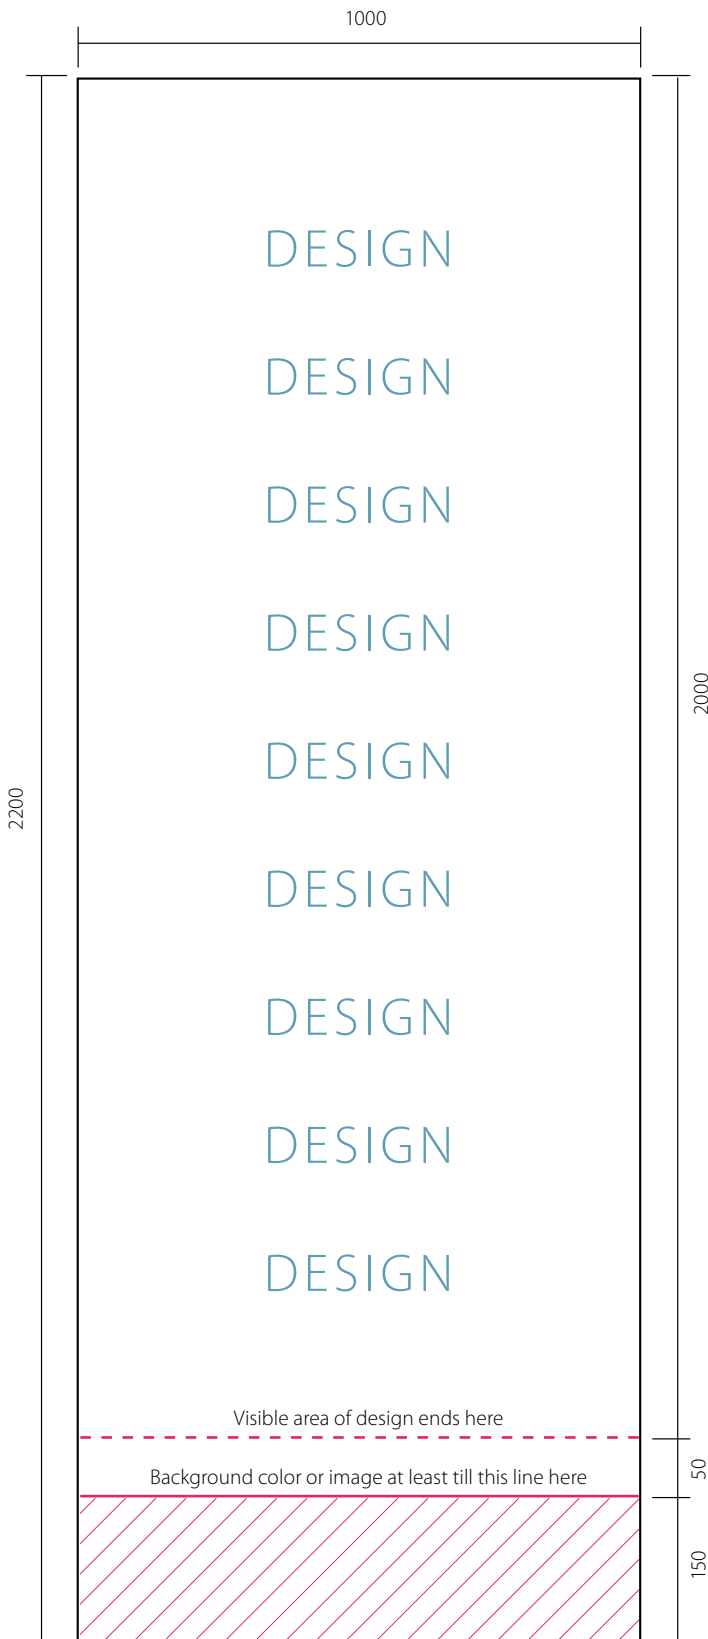 1000
DESIGN
DESIGN
DESIGN
DESIGN
DESIGN
DESIGN
DESIGN
DESIGN
DESIGN
2000
2200
Visible area of design ends here
50
Background color or image at least till this line here
150